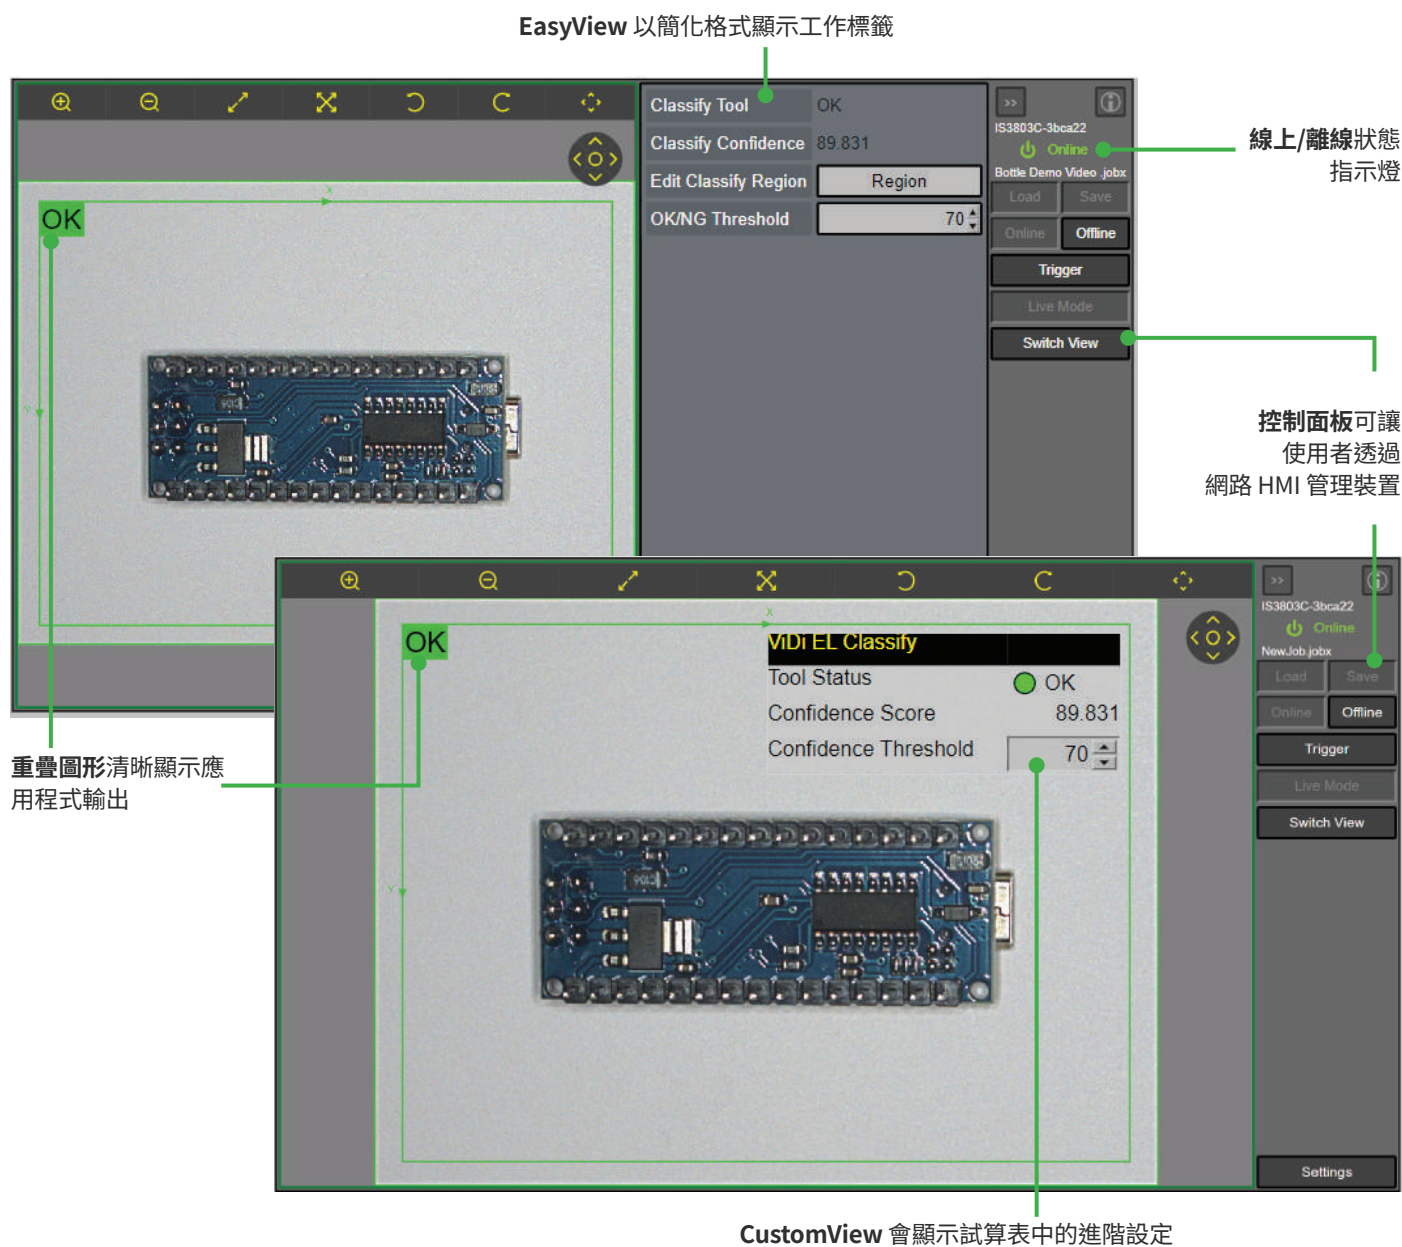 EasyView 以簡化格式顯示工作標籤
Classify Tool OK
Classify Confidence 89.831
Edit Classify Region Region
OK/NG Threshold 70
>>
IS3803C-3bca22
Online
Bottle Demo Video .jobx
Load Save
Online Offline
Trigger
Live Mode
Switch View
線上/離線狀態
指示燈
控制面板可讓
使用者透過
網路 HMI 管理裝置
X
OK
Y
重疊圖形清晰顯示應
用程式輸出
X
OK
Y
ViDi EL Classify
Tool Status OK
Confidence Score 89.831
Confidence Threshold 70
>>
IS3803C-3bca22
Online
NewJob.jobx
Load Save
Online Offline
Trigger
Live Mode
Switch View
Settings
CustomView 會顯示試算表中的進階設定